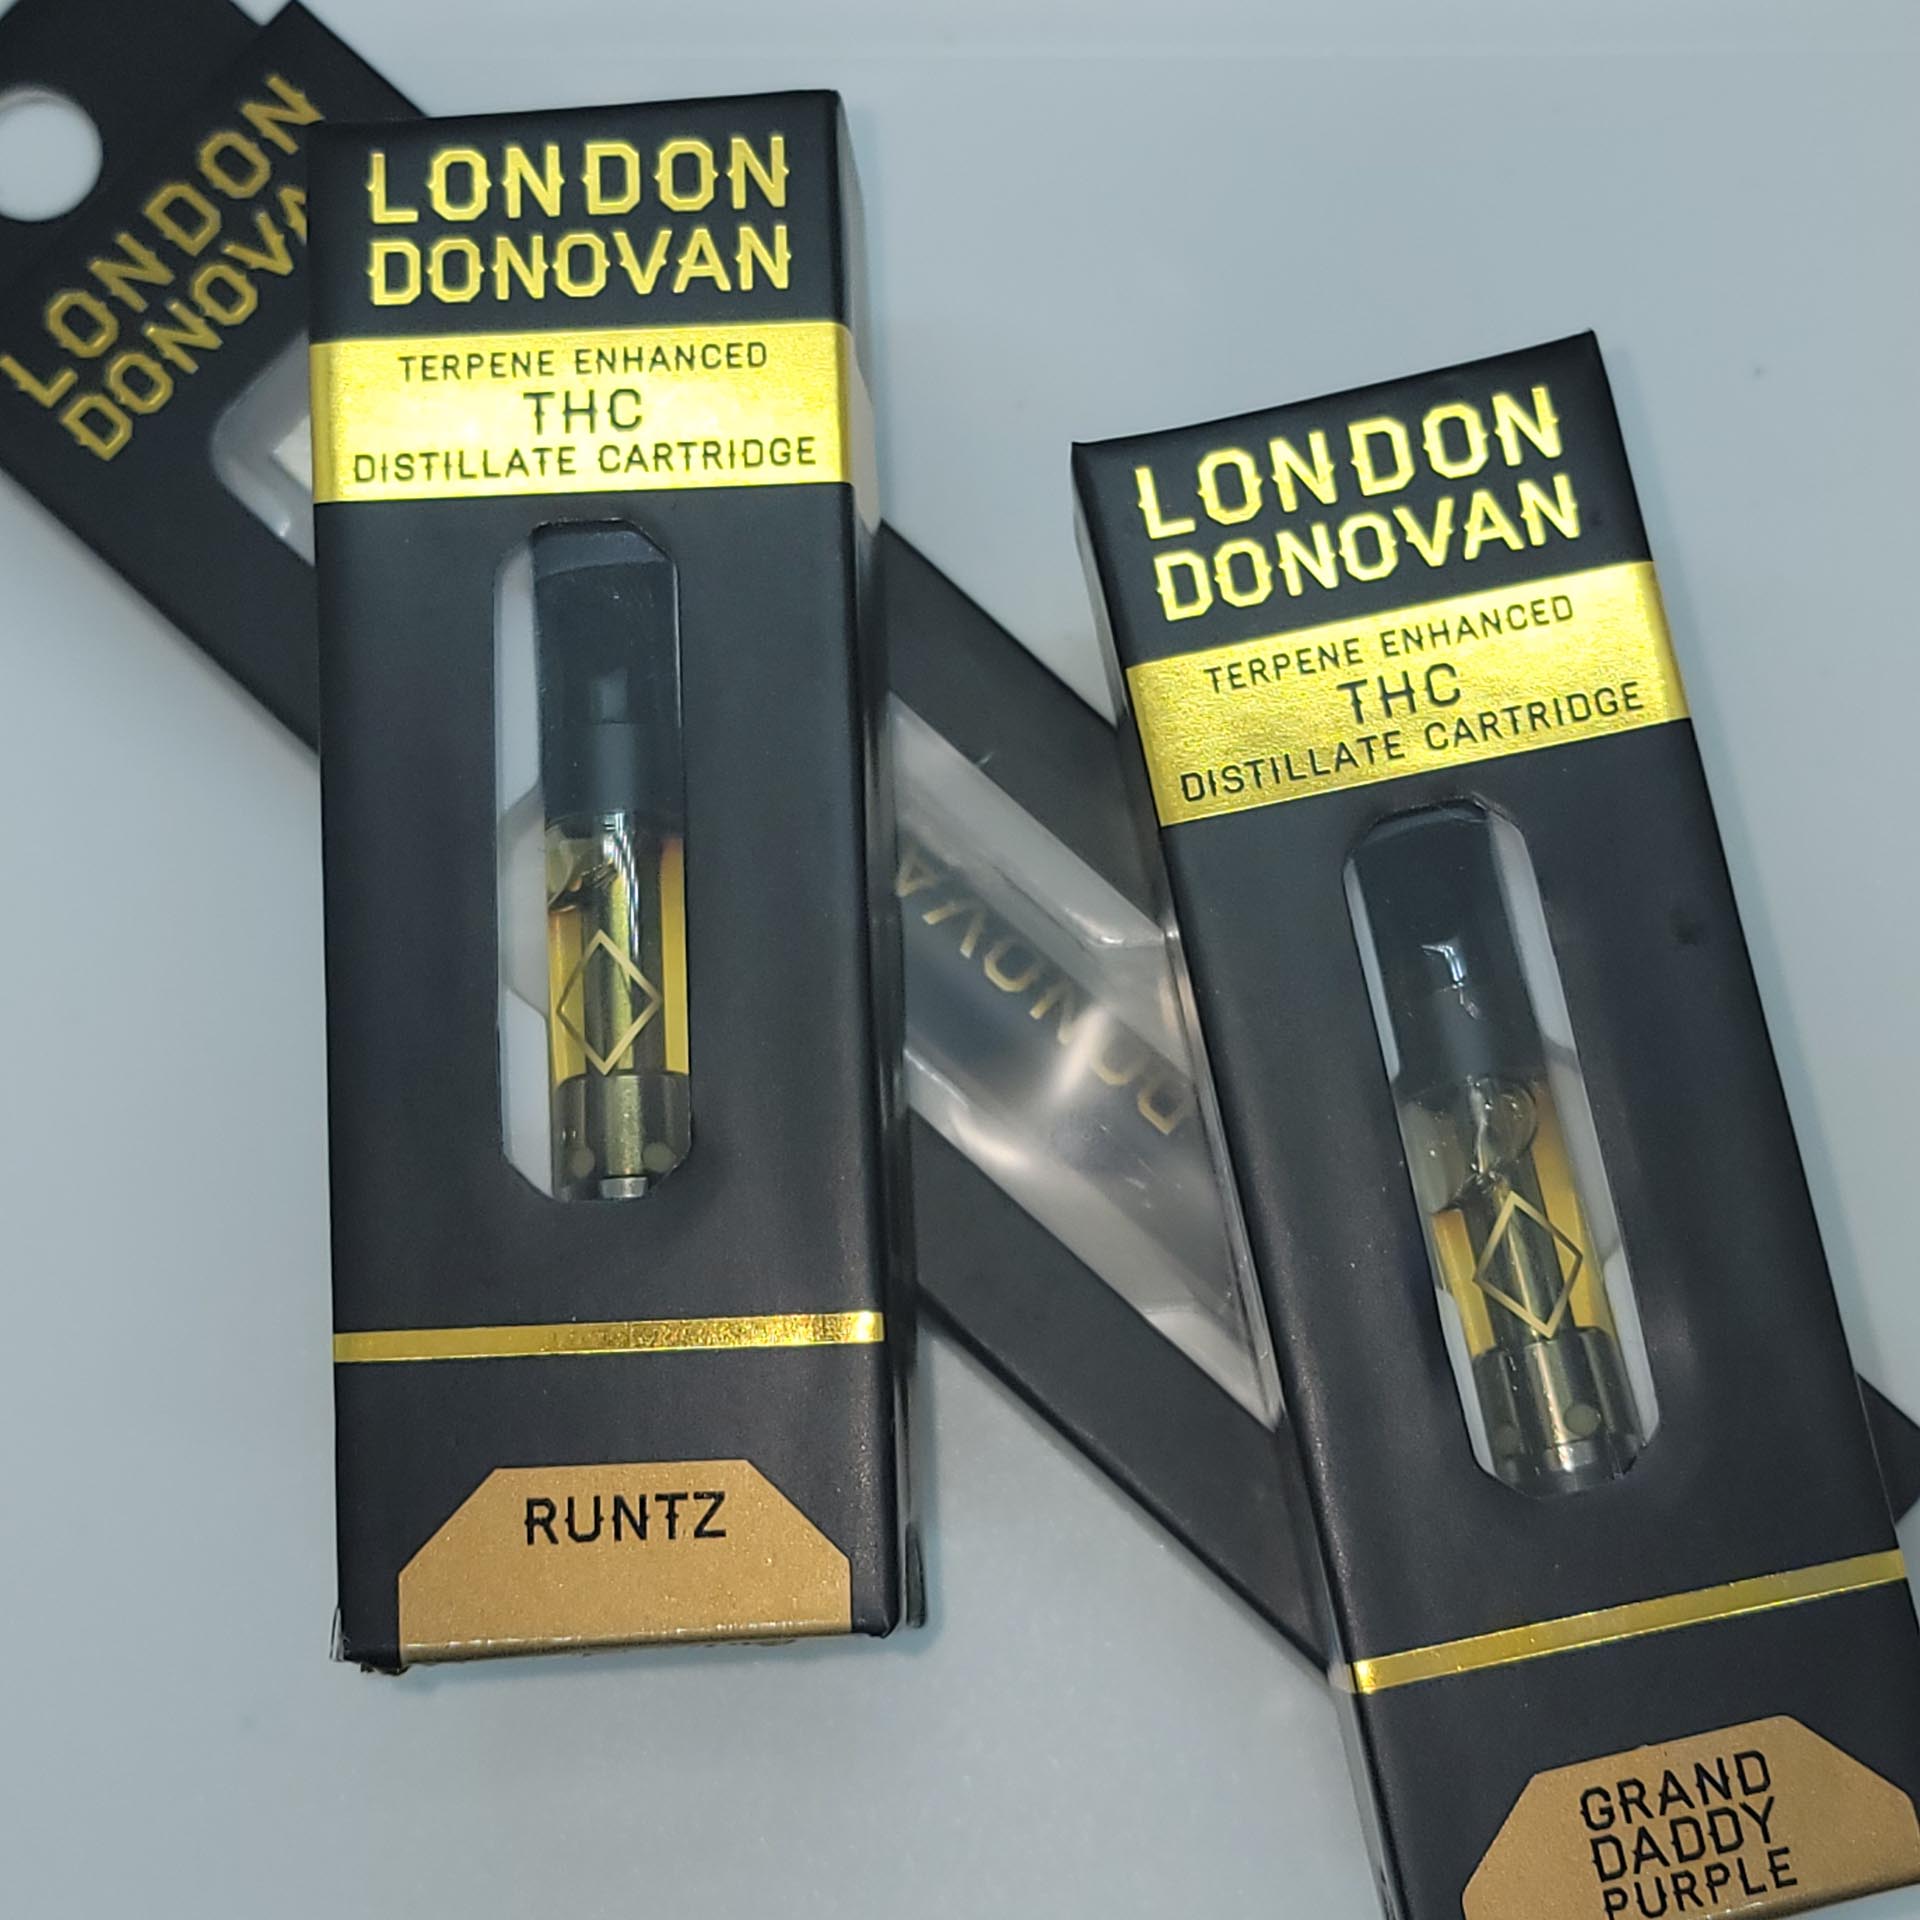 LONDON
DONOVA
LONDON
DONOVAN
TERPENE ENHANCED
THC
DISTILLATE CARTRIDGE
RUNTZ
LONDON
DONOVAN
TERPENE ENHANCED
THC
DISTILLATE CARTRIDGE
GRAND
DADDY
PURPLE